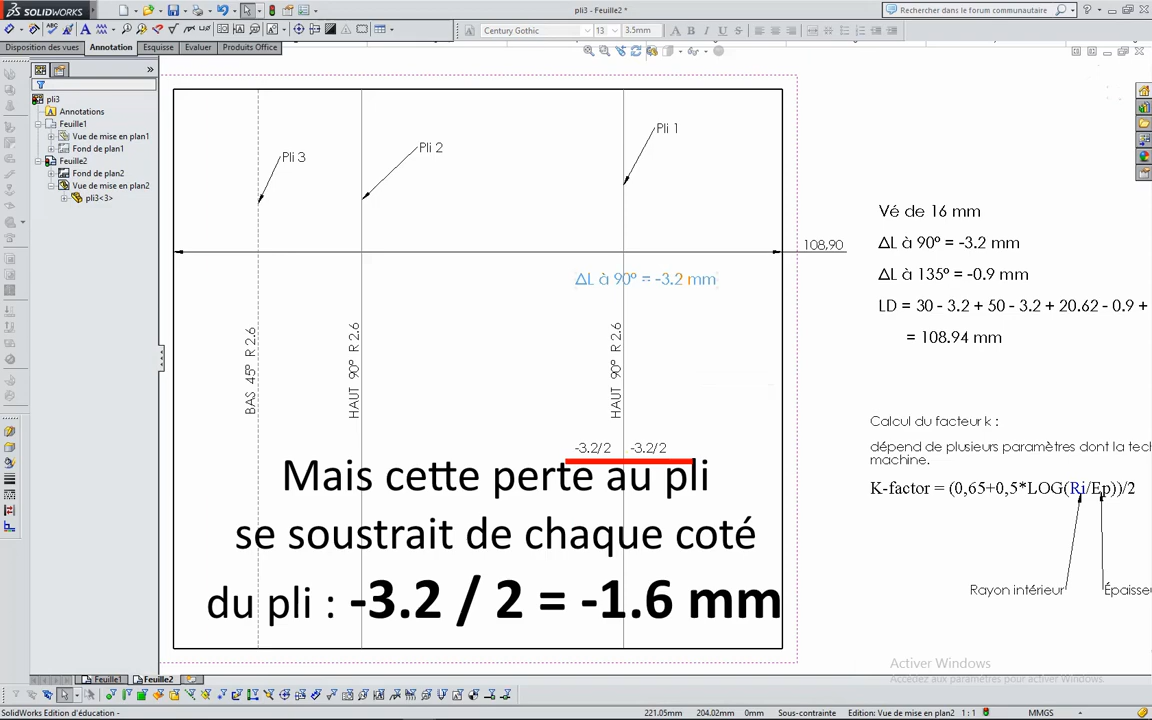 SOLIDWORKS
pli3 - Feuille2 *
Rechercher dans le forum communautaire
Century Gothic
13
3.5mm
Disposition des vues
Annotation
Esquisse
Evaluer
Produits Office
pli3
Annotations
Feuille1
Vue de mise en plan1
Fond de plan1
Feuille2
Fond de plan2
Vue de mise en plan2
pli3<3>
Pli 3
Pli 2
Pli 1
108,90
ΔL à 90° = -3.2 mm
BAS 45° R 2.6
HAUT 90° R 2.6
HAUT 90° R 2.6
-3.2/2
-3.2/2
Mais cette perte au pli
se soustrait de chaque coté
du pli : -3.2 / 2 = -1.6 mm
Vé de 16 mm
ΔL à 90° = -3.2 mm
ΔL à 135° = -0.9 mm
LD = 30 - 3.2 + 50 - 3.2 + 20.62 - 0.9 +
= 108.94 mm
Calcul du facteur k :
dépend de plusieurs paramètres dont la tec
machine.
K-factor = (0,65+0,5*LOG(Ri/Ep))/2
Rayon intérieur
Épaisse
Activer Windows
Accédez aux paramètres pour activer Windows.
Feuille1
Feuille2
SolidWorks Edition d'éducation -
221.05mm
204.02mm
0mm
Sous-contrainte
Edition: Vue de mise en plan2
1 : 1
MMGS